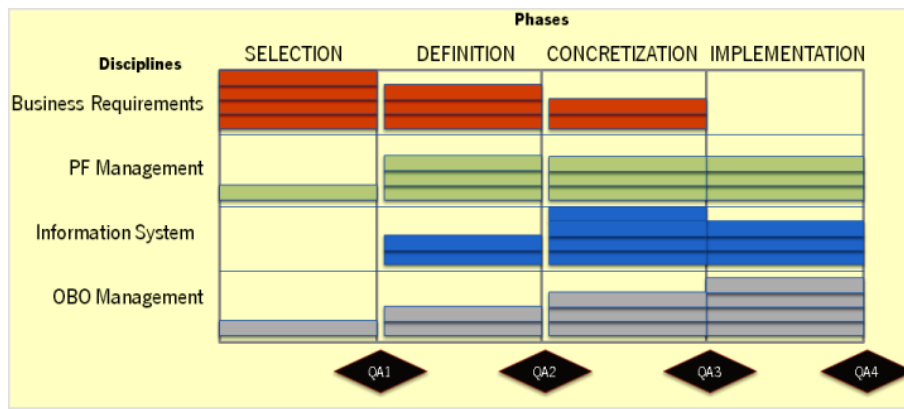 Phases
Disciplines
SELECTION DEFINITION CONCRETIZATION IMPLEMENTATION
Business Requirements
PF Management
Information System
OBO Management
QA1 QA2 QA3 QA4